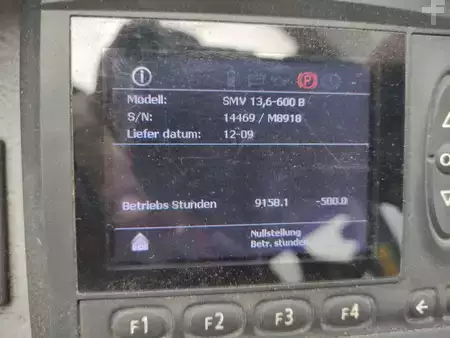 F
Modell: SMV 13,6-600 B
S/N: 14469 / M8918
Liefer datum: 12-09
Betriebs Stunden 9158.1 -500.0
Nullstellung
Betr. stunden
F1 F2 F3 F4